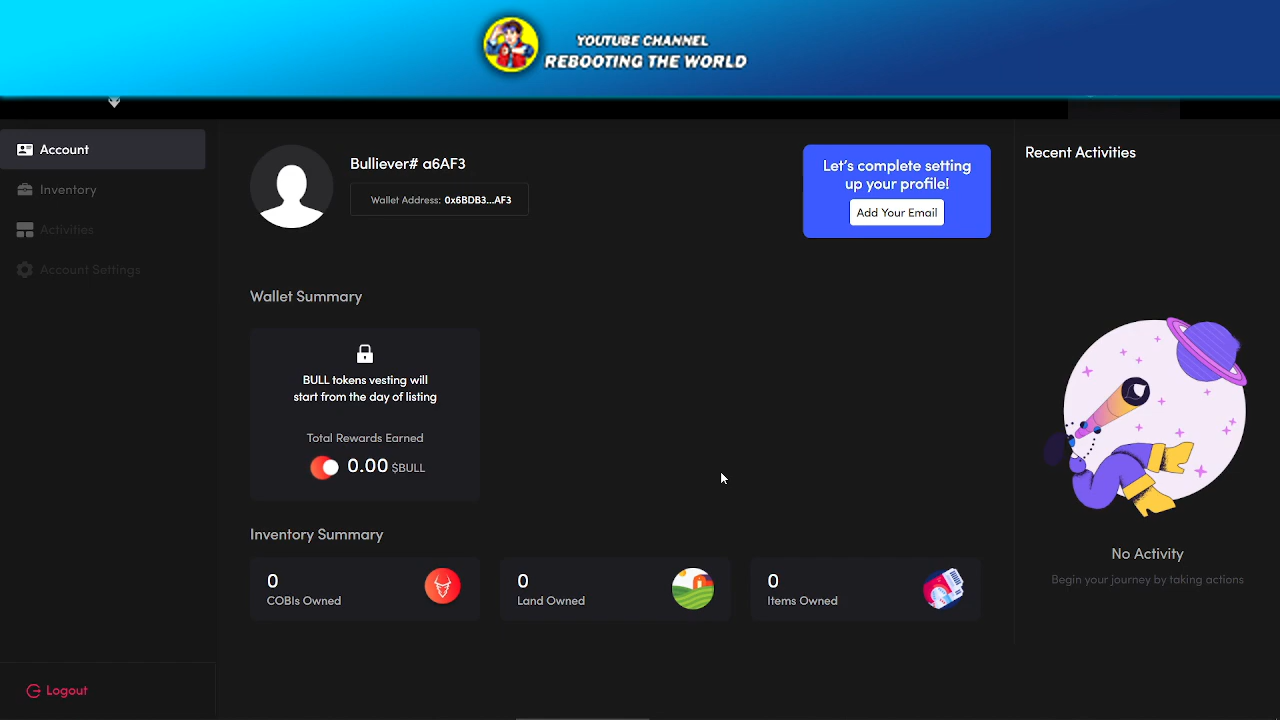 YOUTUBE CHANNEL
REBOOTING THE WORLD
Account
Inventory
Activities
Account Settings
Logout
Bulliever# a6AF3
Wallet Address: 0x6BDB3...AF3
Let's complete setting
up your profile!
Add Your Email
Wallet Summary
BULL tokens vesting will
start from the day of listing
Total Rewards Earned
0.00 $BULL
Inventory Summary
0
COBIs Owned
0
Land Owned
0
Items Owned
Recent Activities
No Activity
Begin your journey by taking actions